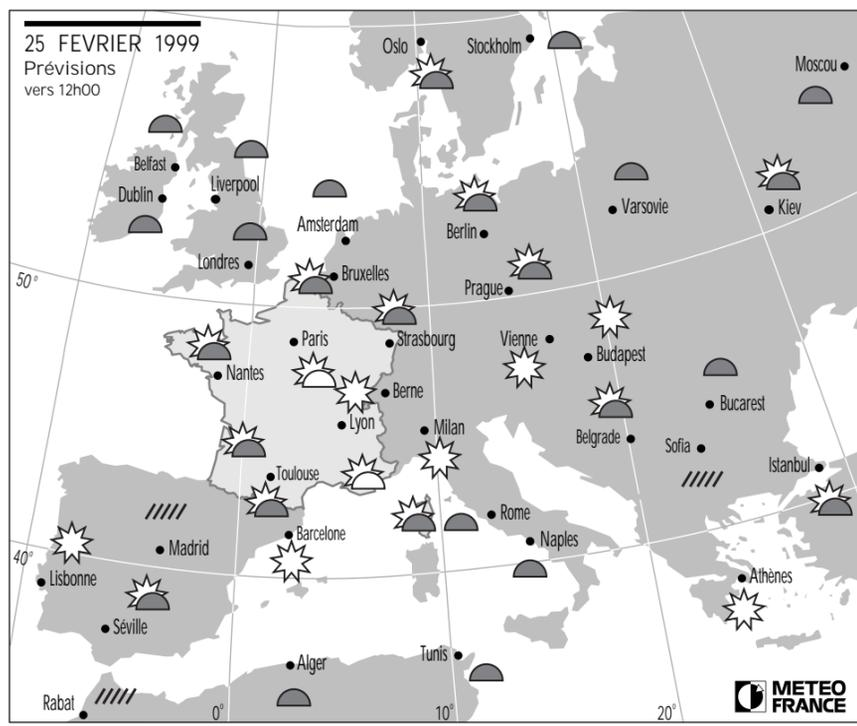 25 FEVRIER 1999
Prévisions
vers 12h00
Oslo
Stockholm
Moscou
Belfast
Dublin
Liverpool
Amsterdam
Berlin
Varsovie
Kiev
Londres
Bruxelles
50°
Prague
Paris
Strasbourg
Vienne
Budapest
Nantes
Berne
Bucarest
Lyon
Milan
Belgrade
Sofia
Istanbul
Toulouse
Rome
Barcelone
Naples
40°
Madrid
Lisbonne
Athènes
Séville
Alger
Tunis
Rabat
0°
10°
20°
METEO
FRANCE